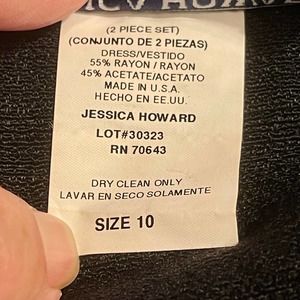 (2 PIECE SET)
(CONJUNTO DE 2 PIEZAS)
DRESS/VESTIDO
55% RAYON / RAYON
45% ACETATE/ACETATO
MADE IN U.S.A.
HECHO EN EE.UU.
JESSICA HOWARD
LOT#30323
RN 70643
DRY CLEAN ONLY
LAVAR EN SECO SOLAMENTE
SIZE 10